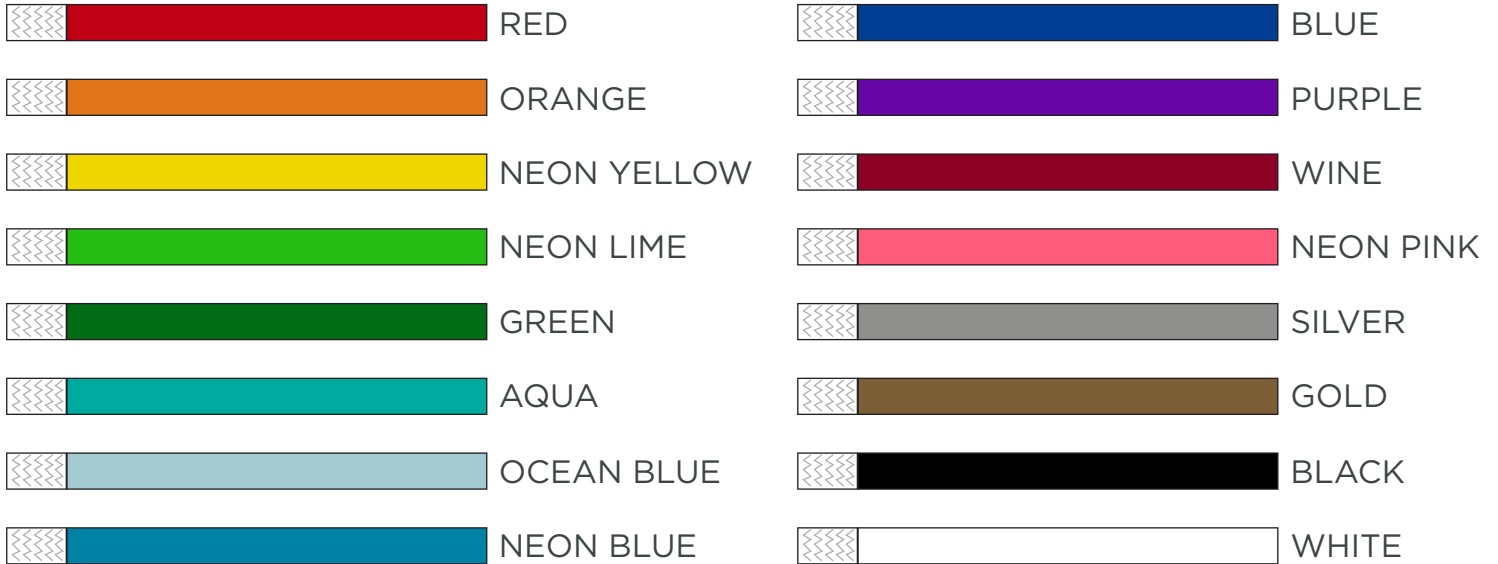 RED
ORANGE
NEON YELLOW
NEON LIME
GREEN
AQUA
OCEAN BLUE
NEON BLUE
BLUE
PURPLE
WINE
NEON PINK
SILVER
GOLD
BLACK
WHITE